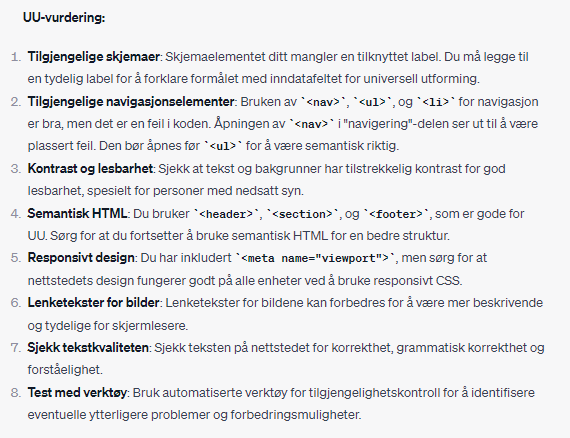 UU-vurdering:
1. Tilgjengelige skjemaer: Skjemaelementet ditt mangler en tilknyttet label. Du må legge til
en tydelig label for å forklare formålet med inndatafeltet for universell utforming.
2. Tilgjengelige navigasjonselementer: Bruken av `<nav>`, `<ul>`, og `<li>` for navigasjon
er bra, men det er en feil i koden. Åpningen av `<nav>` i "navigering"-delen ser ut til å være
plassert feil. Den bør åpnes før `<ul>` for å være semantisk riktig.
3. Kontrast og lesbarhet: Sjekk at tekst og bakgrunner har tilstrekkelig kontrast for god
lesbarhet, spesielt for personer med nedsatt syn.
4. Semantisk HTML: Du bruker `<header>`, `<section>`, og `<footer>`, som er gode for
UU. Sørg for at du fortsetter å bruke semantisk HTML for en bedre struktur.
5. Responsivt design: Du har inkludert `<meta name="viewport">`, men sørg for at
nettstedets design fungerer godt på alle enheter ved å bruke responsivt CSS.
6. Lenketekster for bilder: Lenketekster for bildene kan forbedres for å være mer beskrivende
og tydelige for skjermlesere.
7. Sjekk tekstkvaliteten: Sjekk teksten på nettstedet for korrekthet, grammatisk korrekthet og
forståelighet.
8. Test med verktøy: Bruk automatiserte verktøy for tilgjengelighetskontroll for å identifisere
eventuelle ytterligere problemer og forbedringsmuligheter.